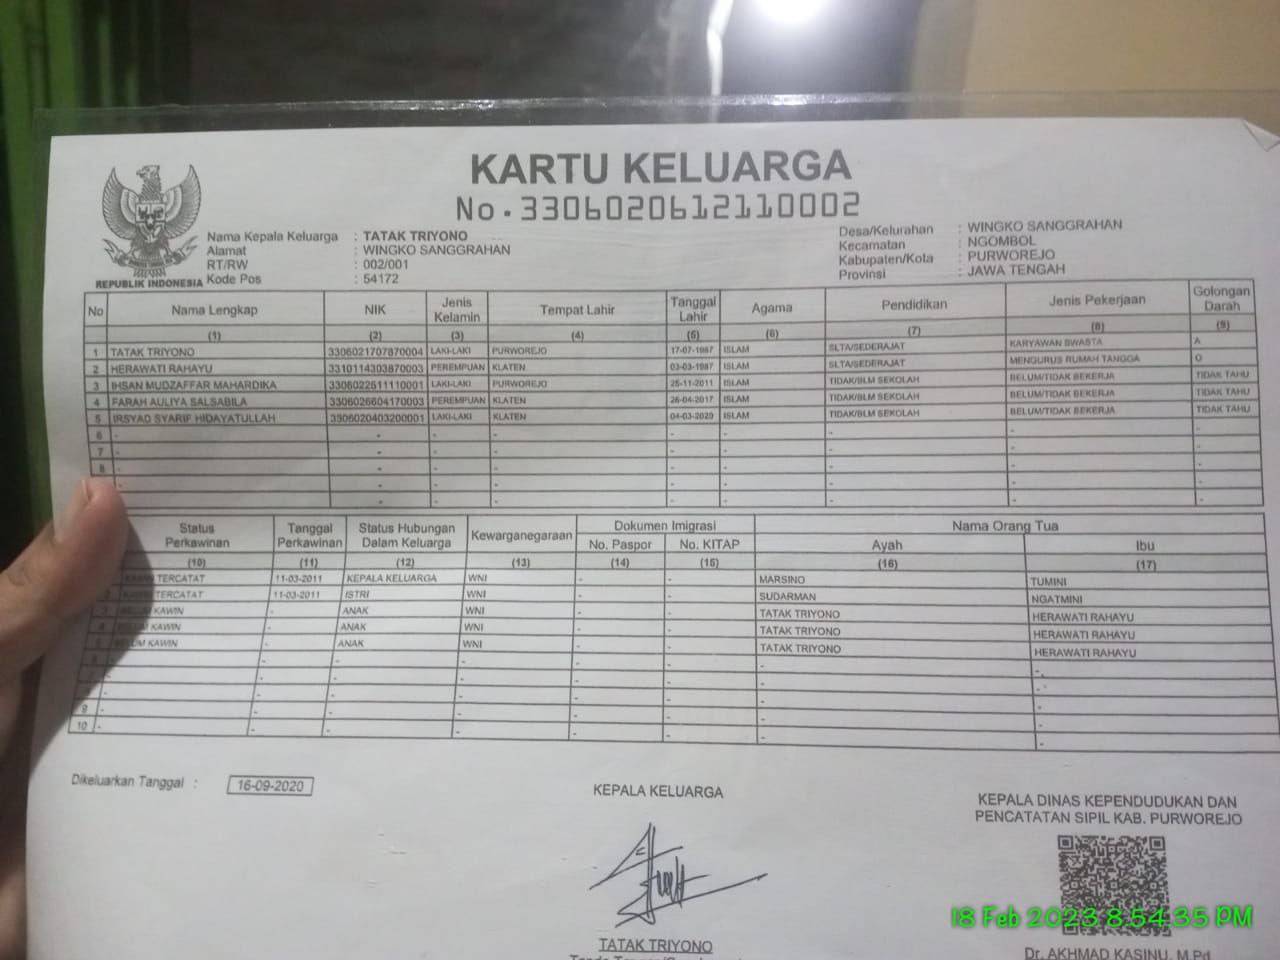 KARTU KELUARGA
No. 3306020612110002
REPUBLIK INDONESIA
Nama Kepala Keluarga : TATAK TRIYONO
Alamat : WINGKO SANGGRAHAN
RT/RW : 002/001
Kode Pos : 54172
Desa/Kelurahan : WINGKO SANGGRAHAN
Kecamatan : NGOMBOL
Kabupaten/Kota : PURWOREJO
Provinsi : JAWA TENGAH
No Nama Lengkap NIK Jenis Kelamin Tempat Lahir Tanggal Lahir Agama Pendidikan Jenis Pekerjaan Golongan Darah
(1) (2) (3) (4) (5) (6) (7) (8) (9)
1 TATAK TRIYONO 3306021707870004 LAKI-LAKI PURWOREJO 17-07-1987 ISLAM SLTA/SEDERAJAT KARYAWAN SWASTA A
2 HERAWATI RAHAYU 3310114303870003 PEREMPUAN KLATEN 03-03-1987 ISLAM SLTA/SEDERAJAT MENGURUS RUMAH TANGGA O
3 IHSAN MUDZAFFAR MAHARDIKA 3306022511110001 LAKI-LAKI PURWOREJO 25-11-2011 ISLAM TIDAK/BLM SEKOLAH BELUM/TIDAK BEKERJA TIDAK TAHU
4 FARAH AULIYA SALSABILA 3306026604170003 PEREMPUAN KLATEN 26-04-2017 ISLAM TIDAK/BLM SEKOLAH BELUM/TIDAK BEKERJA TIDAK TAHU
5 IRSYAD SYARIF HIDAYATULLAH 3306020403200001 LAKI-LAKI KLATEN 04-03-2020 ISLAM TIDAK/BLM SEKOLAH BELUM/TIDAK BEKERJA TIDAK TAHU
6 - - - - - - - - -
7 - - - - - - - - -
8 - - - - - - - - -
- - - - - - - - -
- - - - - - - - -
Status Perkawinan Tanggal Perkawinan Status Hubungan Dalam Keluarga Kewarganegaraan Dokumen Imigrasi Nama Orang Tua
No. Paspor No. KITAP Ayah Ibu
(10) (11) (12) (13) (14) (15) (16) (17)
TERCATAT 11-03-2011 KEPALA KELUARGA WNI - - MARSINO TUMINI
2 KAWIN TERCATAT 11-03-2011 ISTRI WNI - - SUDARMAN NGATMINI
3 BELUM KAWIN - ANAK WNI - - TATAK TRIYONO HERAWATI RAHAYU
4 BELUM KAWIN - ANAK WNI - - TATAK TRIYONO HERAWATI RAHAYU
5 BELUM KAWIN - ANAK WNI - - TATAK TRIYONO HERAWATI RAHAYU
- - - - - - - -
- - - - - - - -
- - - - - - - -
9 - - - - - - - -
10 - - - - - - - -
Dikeluarkan Tanggal : 16-09-2020
KEPALA KELUARGA
TATAK TRIYONO
KEPALA DINAS KEPENDUDUKAN DAN
PENCATATAN SIPIL KAB. PURWOREJO
18 Feb 2023 8.54.35 PM
Dr. AKHMAD KASINU, M.Pd